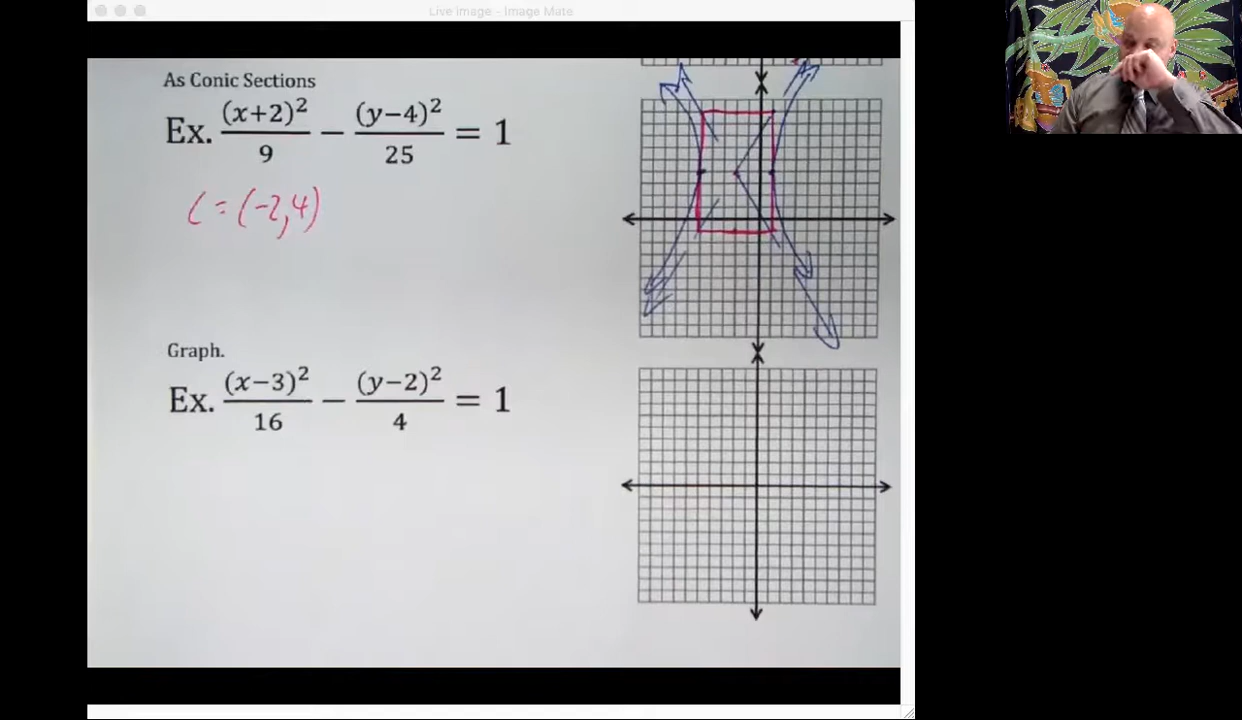 Live image - Image Mate
As Conic Sections
Ex. (x+2)²/9 − (y−4)²/25 = 1
C = (-2,4)
Graph.
Ex. (x−3)²/16 − (y−2)²/4 = 1